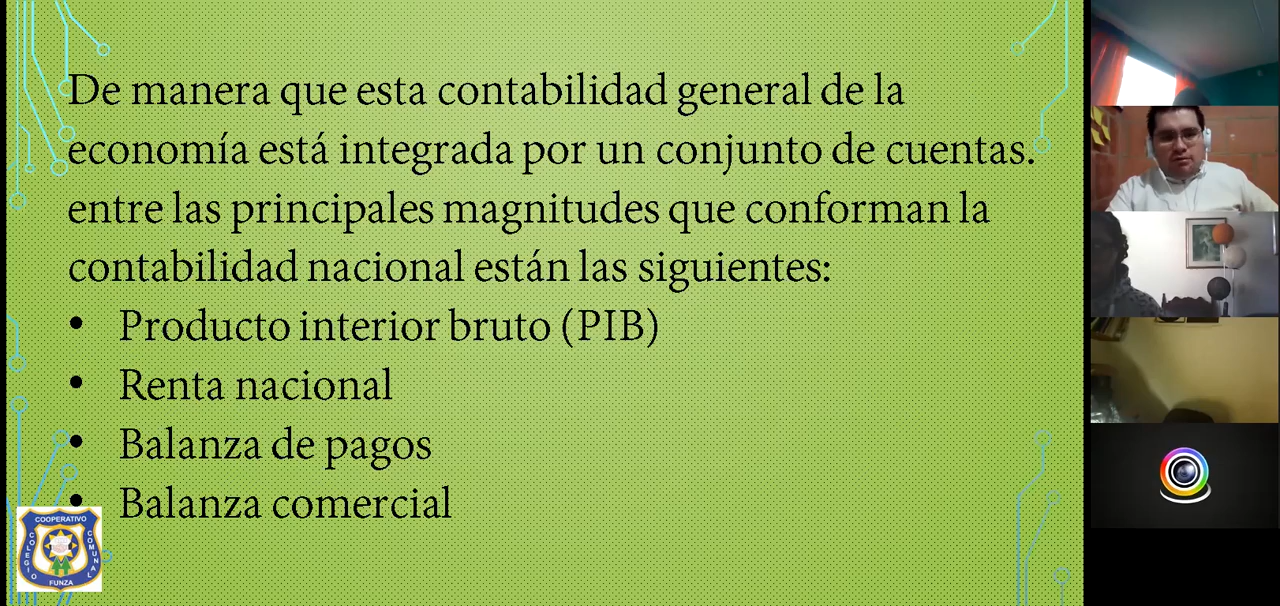 De manera que esta contabilidad general de la
economía está integrada por un conjunto de cuentas.
entre las principales magnitudes que conforman la
contabilidad nacional están las siguientes:
• Producto interior bruto (PIB)
• Renta nacional
• Balanza de pagos
• Balanza comercial
COOPERATIVO
COLEGIO
COMUNAL
FUNZA